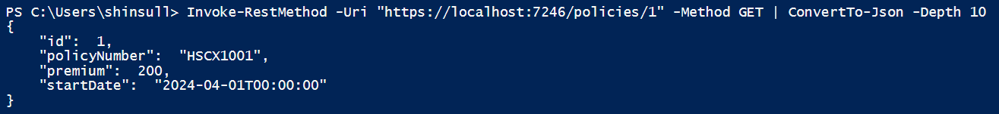 PS C:\Users\shinsull> Invoke-RestMethod -Uri "https://localhost:7246/policies/1" -Method GET | ConvertTo-Json -Depth 10
{
    "id":  1,
    "policyNumber":  "HSCX1001",
    "premium":  200,
    "startDate":  "2024-04-01T00:00:00"
}